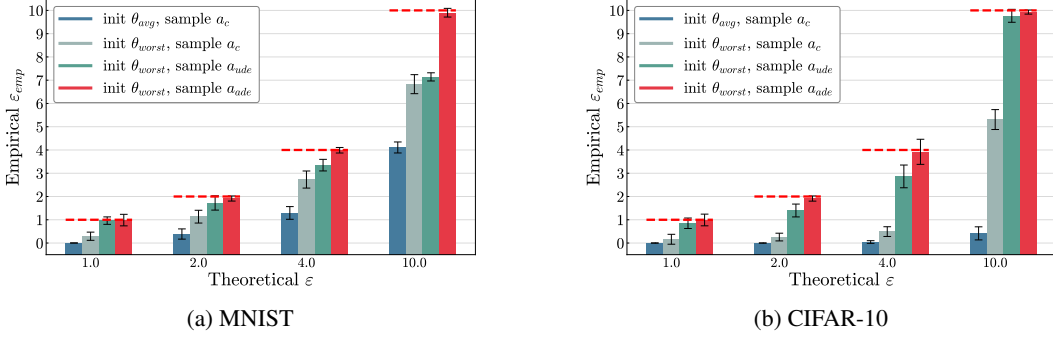 10
9
8
7
6
5
4
3
2
1
0
Empirical ε_emp
init θ_avg, sample a_c
init θ_worst, sample a_c
init θ_worst, sample a_ude
init θ_worst, sample a_ade
1.0 2.0 4.0 10.0
Theoretical ε
(a) MNIST
10
9
8
7
6
5
4
3
2
1
0
Empirical ε_emp
init θ_avg, sample a_c
init θ_worst, sample a_c
init θ_worst, sample a_ude
init θ_worst, sample a_ade
1.0 2.0 4.0 10.0
Theoretical ε
(b) CIFAR-10